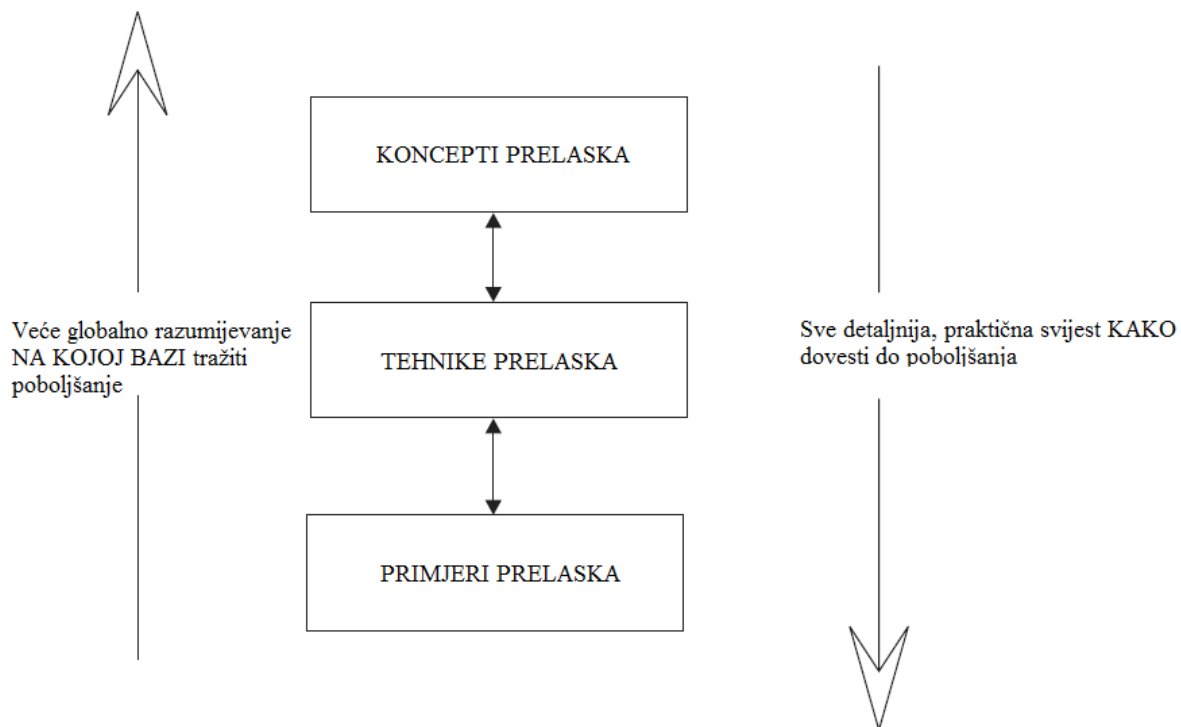 KONCEPTI PRELASKA
Veće globalno razumijevanje
NA KOJOJ BAZI tražiti
poboljšanje
TEHNIKE PRELASKA
Sve detaljnija, praktična svijest KAKO
dovesti do poboljšanja
PRIMJERI PRELASKA